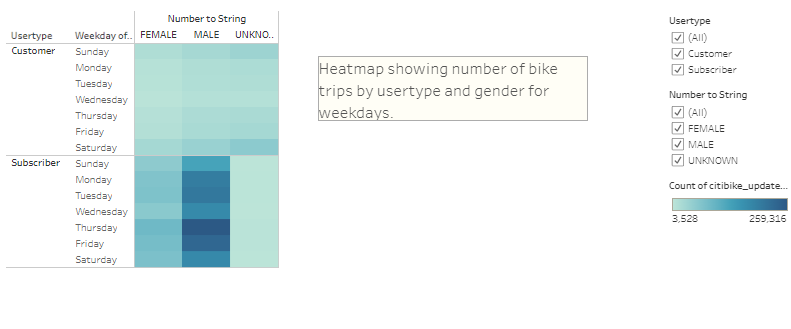 Number to String
Usertype Weekday of.. FEMALE MALE UNKNO..
Customer Sunday
Monday
Tuesday
Wednesday
Thursday
Friday
Saturday
Subscriber Sunday
Monday
Tuesday
Wednesday
Thursday
Friday
Saturday
Heatmap showing number of bike
trips by usertype and gender for
weekdays.
Usertype
(All)
Customer
Subscriber
Number to String
(All)
FEMALE
MALE
UNKNOWN
Count of citibike_update...
3,528 259,316